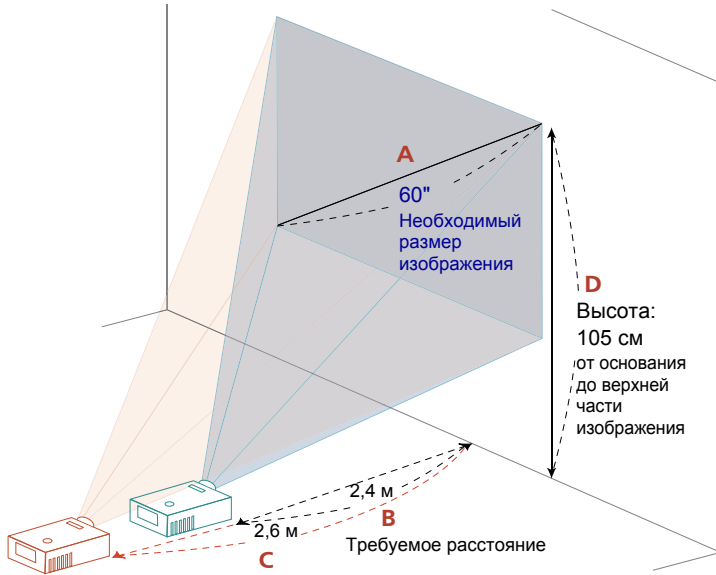 A
60"
Необходимый
размер
изображения
D
Высота:
105 см
от основания
до верхней
части
изображения
2,4 м
B
2,6 м
Требуемое расстояние
C